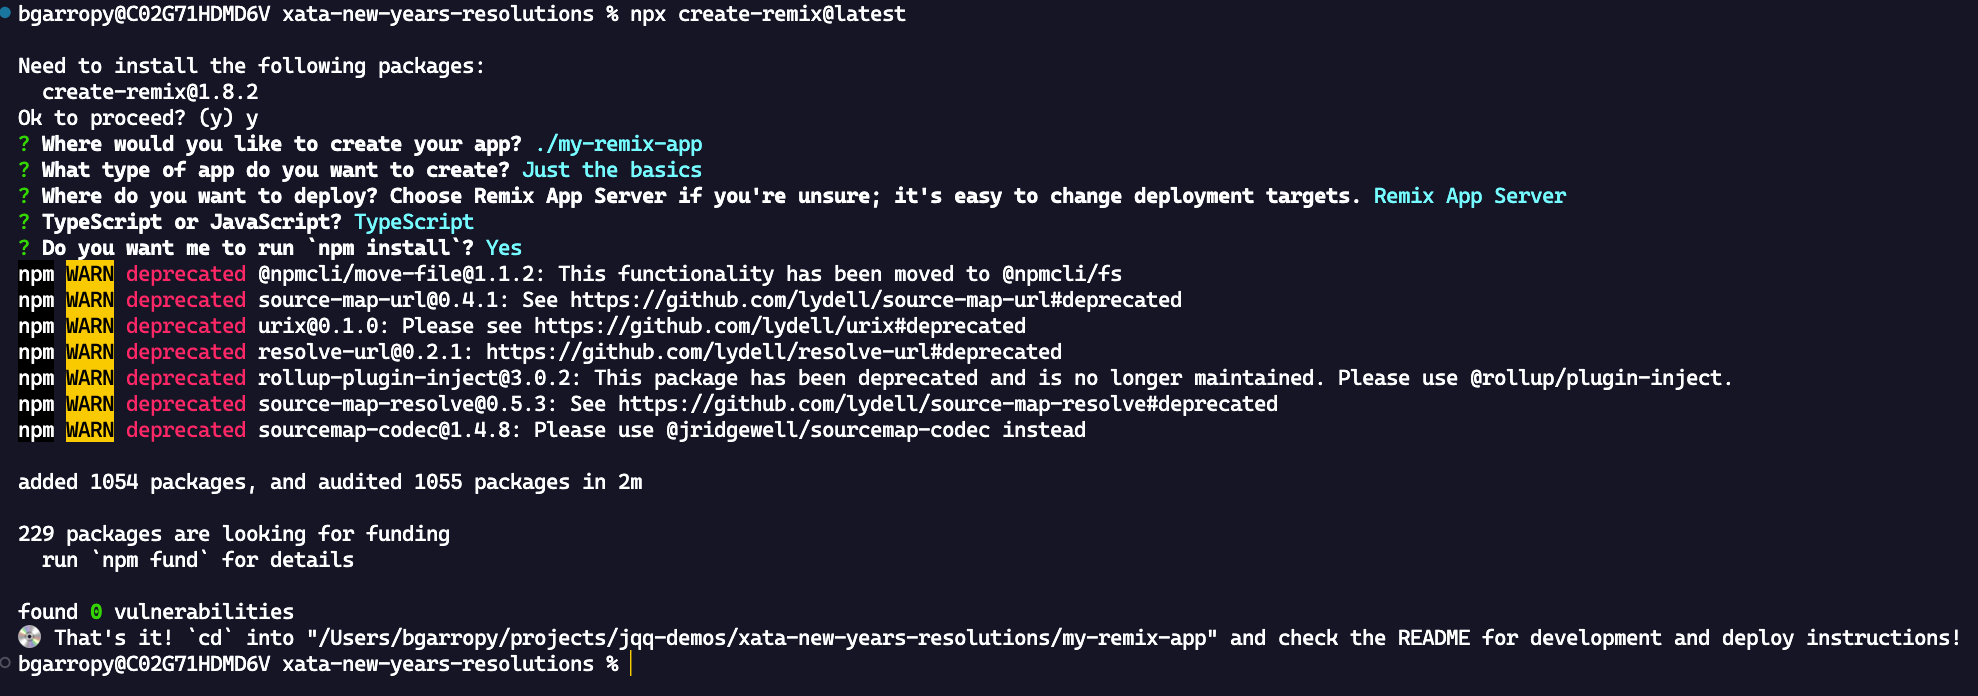 bgarropy@C02G71HDMD6V xata-new-years-resolutions % npx create-remix@latest
Need to install the following packages:
  create-remix@1.8.2
Ok to proceed? (y) y
? Where would you like to create your app? ./my-remix-app
? What type of app do you want to create? Just the basics
? Where do you want to deploy? Choose Remix App Server if you're unsure; it's easy to change deployment targets. Remix App Server
? TypeScript or JavaScript? TypeScript
? Do you want me to run `npm install`? Yes
npm WARN deprecated @npmcli/move-file@1.1.2: This functionality has been moved to @npmcli/fs
npm WARN deprecated source-map-url@0.4.1: See https://github.com/lydell/source-map-url#deprecated
npm WARN deprecated urix@0.1.0: Please see https://github.com/lydell/urix#deprecated
npm WARN deprecated resolve-url@0.2.1: https://github.com/lydell/resolve-url#deprecated
npm WARN deprecated rollup-plugin-inject@3.0.2: This package has been deprecated and is no longer maintained. Please use @rollup/plugin-inject.
npm WARN deprecated source-map-resolve@0.5.3: See https://github.com/lydell/source-map-resolve#deprecated
npm WARN deprecated sourcemap-codec@1.4.8: Please use @jridgewell/sourcemap-codec instead
added 1054 packages, and audited 1055 packages in 2m
229 packages are looking for funding
  run `npm fund` for details
found 0 vulnerabilities
💿 That's it! `cd` into "/Users/bgarropy/projects/jqq-demos/xata-new-years-resolutions/my-remix-app" and check the README for development and deploy instructions!
bgarropy@C02G71HDMD6V xata-new-years-resolutions %